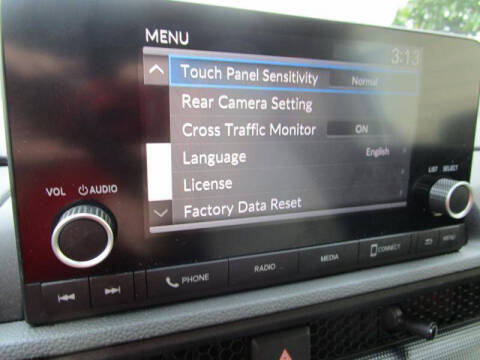 MENU
3:13
Touch Panel Sensitivity Normal
Rear Camera Setting
Cross Traffic Monitor ON
Language English
License
Factory Data Reset
VOL AUDIO
LIST SELECT
PHONE RADIO MEDIA CONNECT MENU